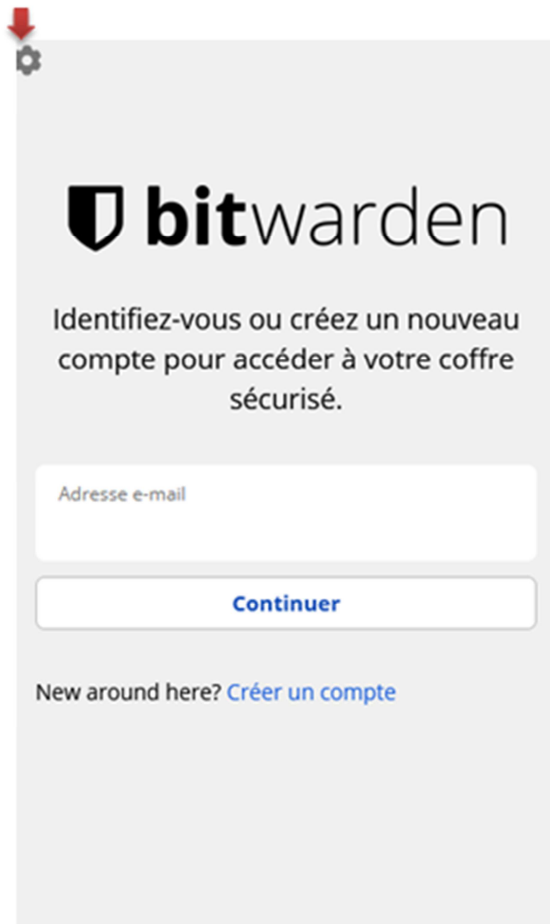 bitwarden
Identifiez-vous ou créez un nouveau
compte pour accéder à votre coffre
sécurisé.
Adresse e-mail
Continuer
New around here? Créer un compte